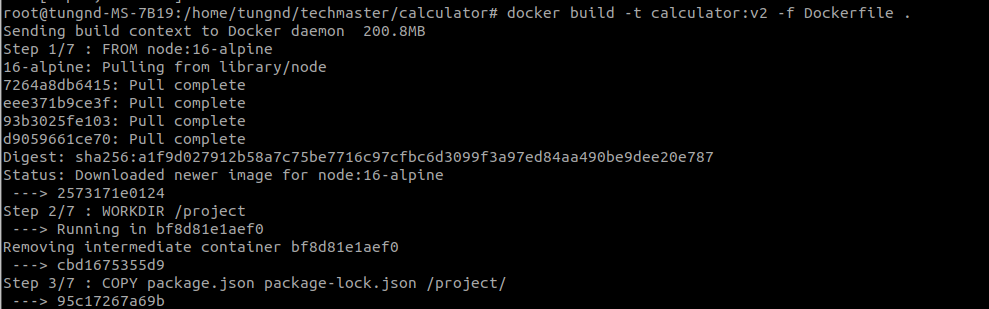 root@tungnd-MS-7B19:/home/tungnd/techmaster/calculator# docker build -t calculator:v2 -f Dockerfile .
Sending build context to Docker daemon  200.8MB
Step 1/7 : FROM node:16-alpine
16-alpine: Pulling from library/node
7264a8db6415: Pull complete
eee371b9ce3f: Pull complete
93b3025fe103: Pull complete
d9059661ce70: Pull complete
Digest: sha256:a1f9d027912b58a7c75be7716c97cfbc6d3099f3a97ed84aa490be9dee20e787
Status: Downloaded newer image for node:16-alpine
 ---> 2573171e0124
Step 2/7 : WORKDIR /project
 ---> Running in bf8d81e1aef0
Removing intermediate container bf8d81e1aef0
 ---> cbd1675355d9
Step 3/7 : COPY package.json package-lock.json /project/
 ---> 95c17267a69b